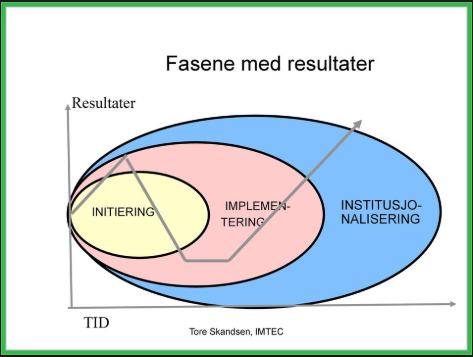 Fasene med resultater
Resultater
INITIERING
IMPLEMEN-
TERING
INSTITUSJO-
NALISERING
TID
Tore Skandsen, IMTEC